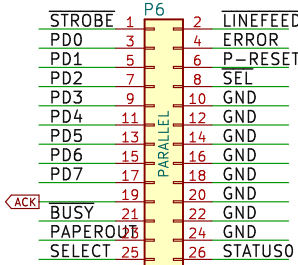 P6
STROBE 1 2 LINEFEED
PD0 3 4 ERROR
PD1 5 6 P-RESET
PD2 7 8 SEL
PD3 9 10 GND
PD4 11 12 GND
PD5 13 14 GND
PD6 15 16 GND
PD7 17 18 GND
ACK 19 20 GND
BUSY 21 22 GND
PAPEROUT 23 24 GND
SELECT 25 26 STATUS0
PARALLEL